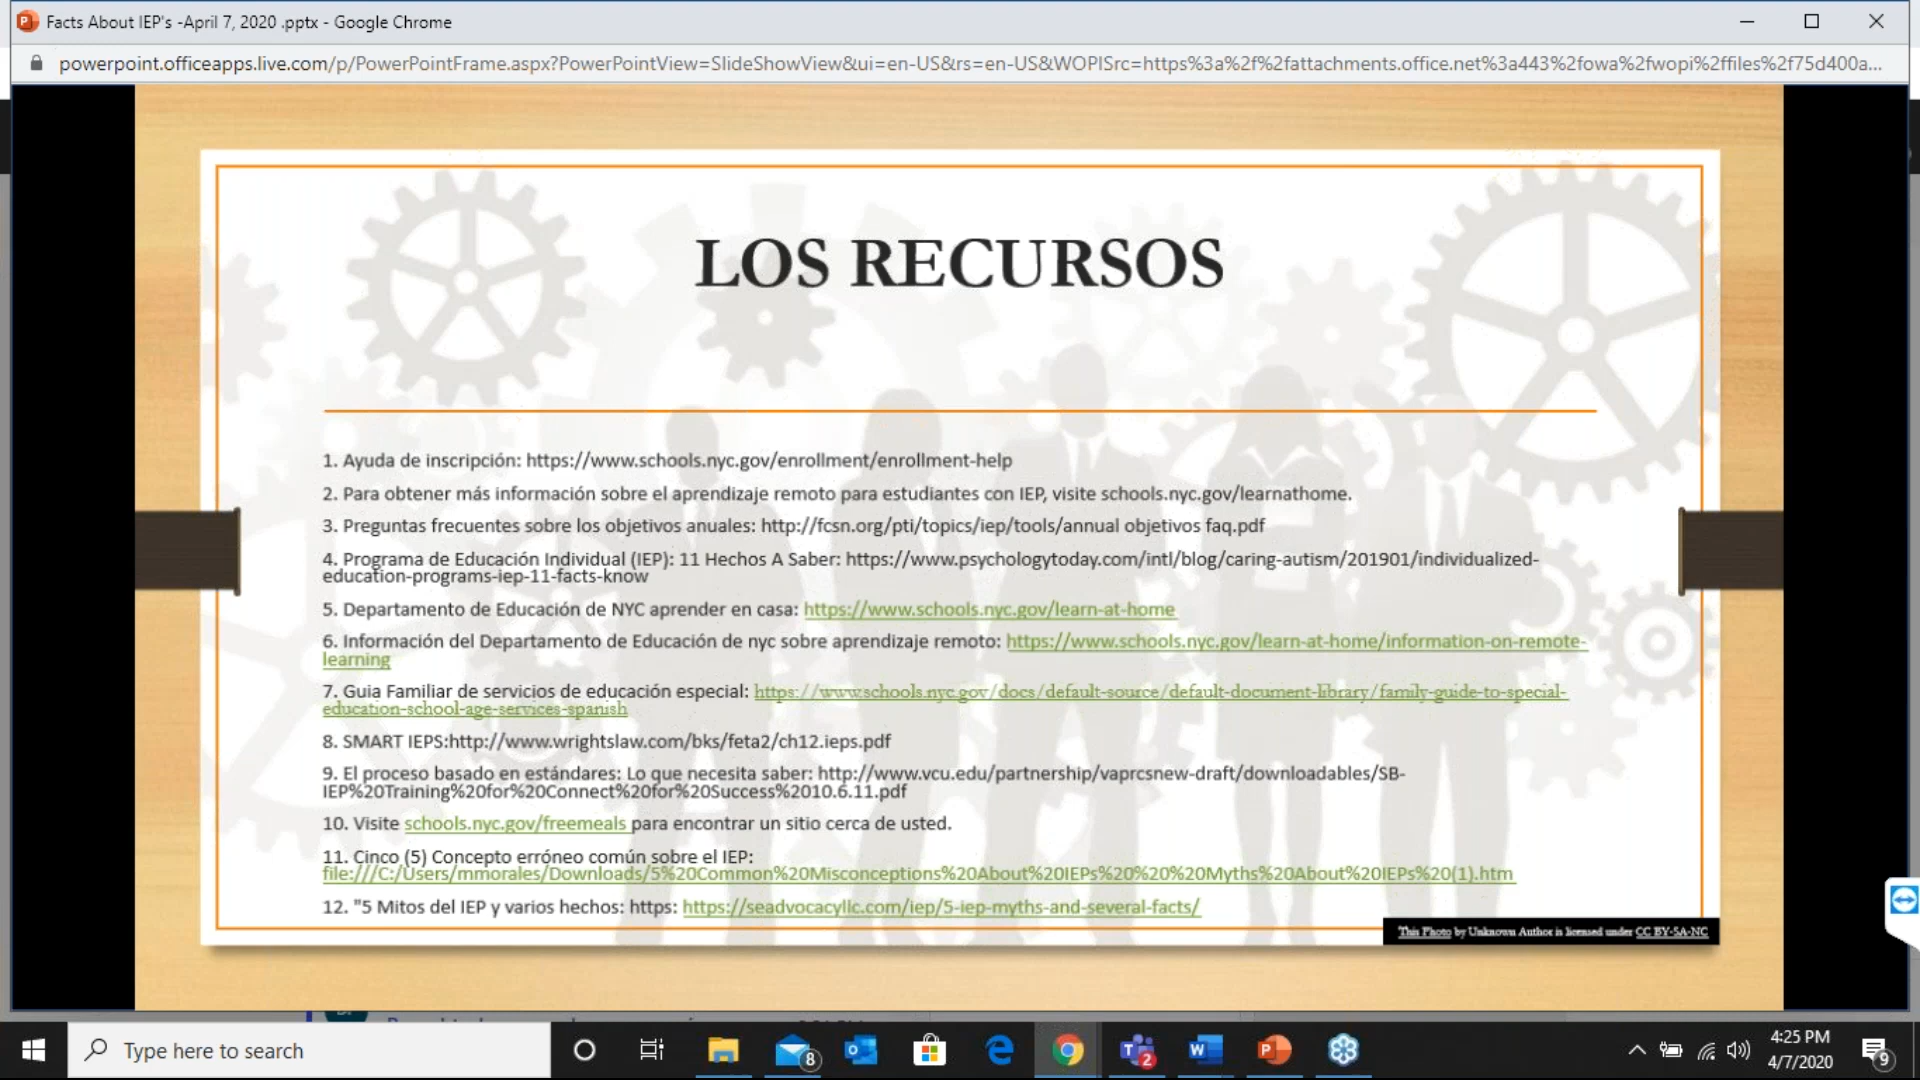 Facts About IEP's -April 7, 2020 .pptx - Google Chrome
powerpoint.officeapps.live.com/p/PowerPointFrame.aspx?PowerPointView=SlideShowView&ui=en-US&rs=en-US&WOPISrc=https%3a%2f%2fattachments.office.net%3a443%2fowa%2fwopi%2ffiles%2f75d400a...
LOS RECURSOS
1. Ayuda de inscripción: https://www.schools.nyc.gov/enrollment/enrollment-help
2. Para obtener más información sobre el aprendizaje remoto para estudiantes con IEP, visite schools.nyc.gov/learnathome.
3. Preguntas frecuentes sobre los objetivos anuales: http://fcsn.org/pti/topics/iep/tools/annual objetivos faq.pdf
4. Programa de Educación Individual (IEP): 11 Hechos A Saber: https://www.psychologytoday.com/intl/blog/caring-autism/201901/individualized-
education-programs-iep-11-facts-know
5. Departamento de Educación de NYC aprender en casa: https://www.schools.nyc.gov/learn-at-home
6. Información del Departamento de Educación de nyc sobre aprendizaje remoto: https://www.schools.nyc.gov/learn-at-home/information-on-remote-
learning
7. Guia Familiar de servicios de educación especial: https://www.schools.nyc.gov/docs/default-source/default-document-library/family-guide-to-special-
education-school-age-services-spanish
8. SMART IEPS:http://www.wrightslaw.com/bks/feta2/ch12.ieps.pdf
9. El proceso basado en estándares: Lo que necesita saber: http://www.vcu.edu/partnership/vaprcsnew-draft/downloadables/SB-
IEP%20Training%20for%20Connect%20for%20Success%2010.6.11.pdf
10. Visite schools.nyc.gov/freemeals para encontrar un sitio cerca de usted.
11. Cinco (5) Concepto erróneo común sobre el IEP:
file:///C:/Users/mmorales/Downloads/5%20Common%20Misconceptions%20About%20IEPs%20%20%20Myths%20About%20IEPs%20(1).htm
12. "5 Mitos del IEP y varios hechos: https: https://seadvocacyllc.com/iep/5-iep-myths-and-several-facts/
This Photo by Unknown Author is licensed under CC BY-SA-NC
Type here to search
8
2
4:25 PM
4/7/2020
9